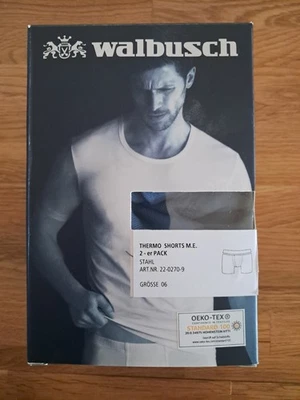 walbusch
THERMO SHORTS M.E.
2 - er PACK
STAHL
ART.NR. 22-0270-9
GRÖSSE 06
OEKO-TEX®
STANDARD 100